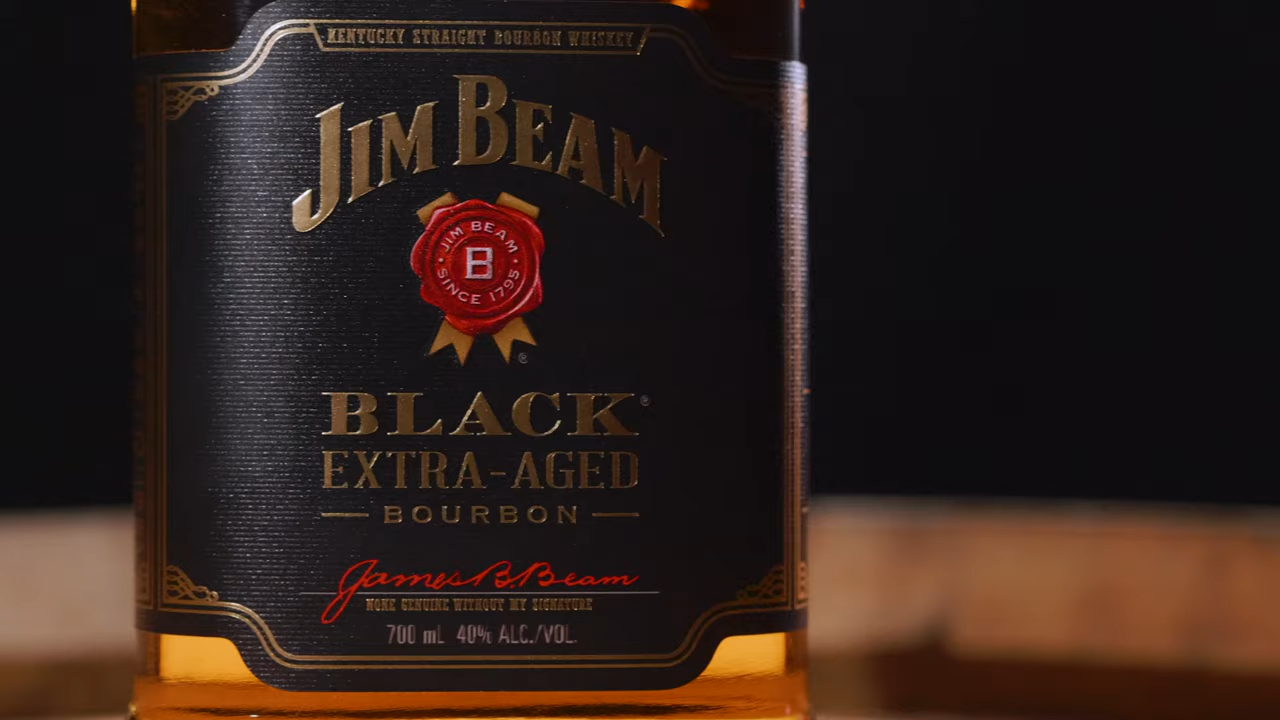 KENTUCKY STRAIGHT BOURBON WHISKEY
JIM BEAM
JIM BEAM
B
SINCE 1795
®
BLACK®
EXTRA-AGED
BOURBON
James B. Beam
NONE GENUINE WITHOUT MY SIGNATURE
700 mL 40% ALC./VOL.